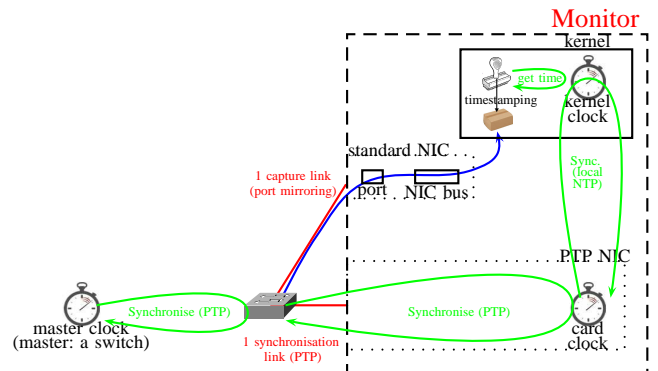 Monitor
kernel
get time
timestamping
kernel
clock
standard NIC
1 capture link
(port mirroring)
port
NIC bus
Sync.
(local
NTP)
PTP NIC
Synchronise (PTP)
Synchronise (PTP)
master clock
(master: a switch)
card
clock
1 synchronisation
link (PTP)